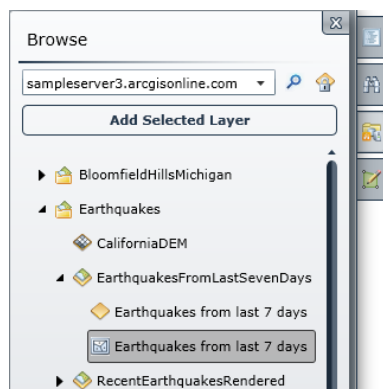 Browse
sampleserver3.arcgisonline.com
Add Selected Layer
BloomfieldHillsMichigan
Earthquakes
CaliforniaDEM
EarthquakesFromLastSevenDays
Earthquakes from last 7 days
Earthquakes from last 7 days
RecentEarthquakesRendered